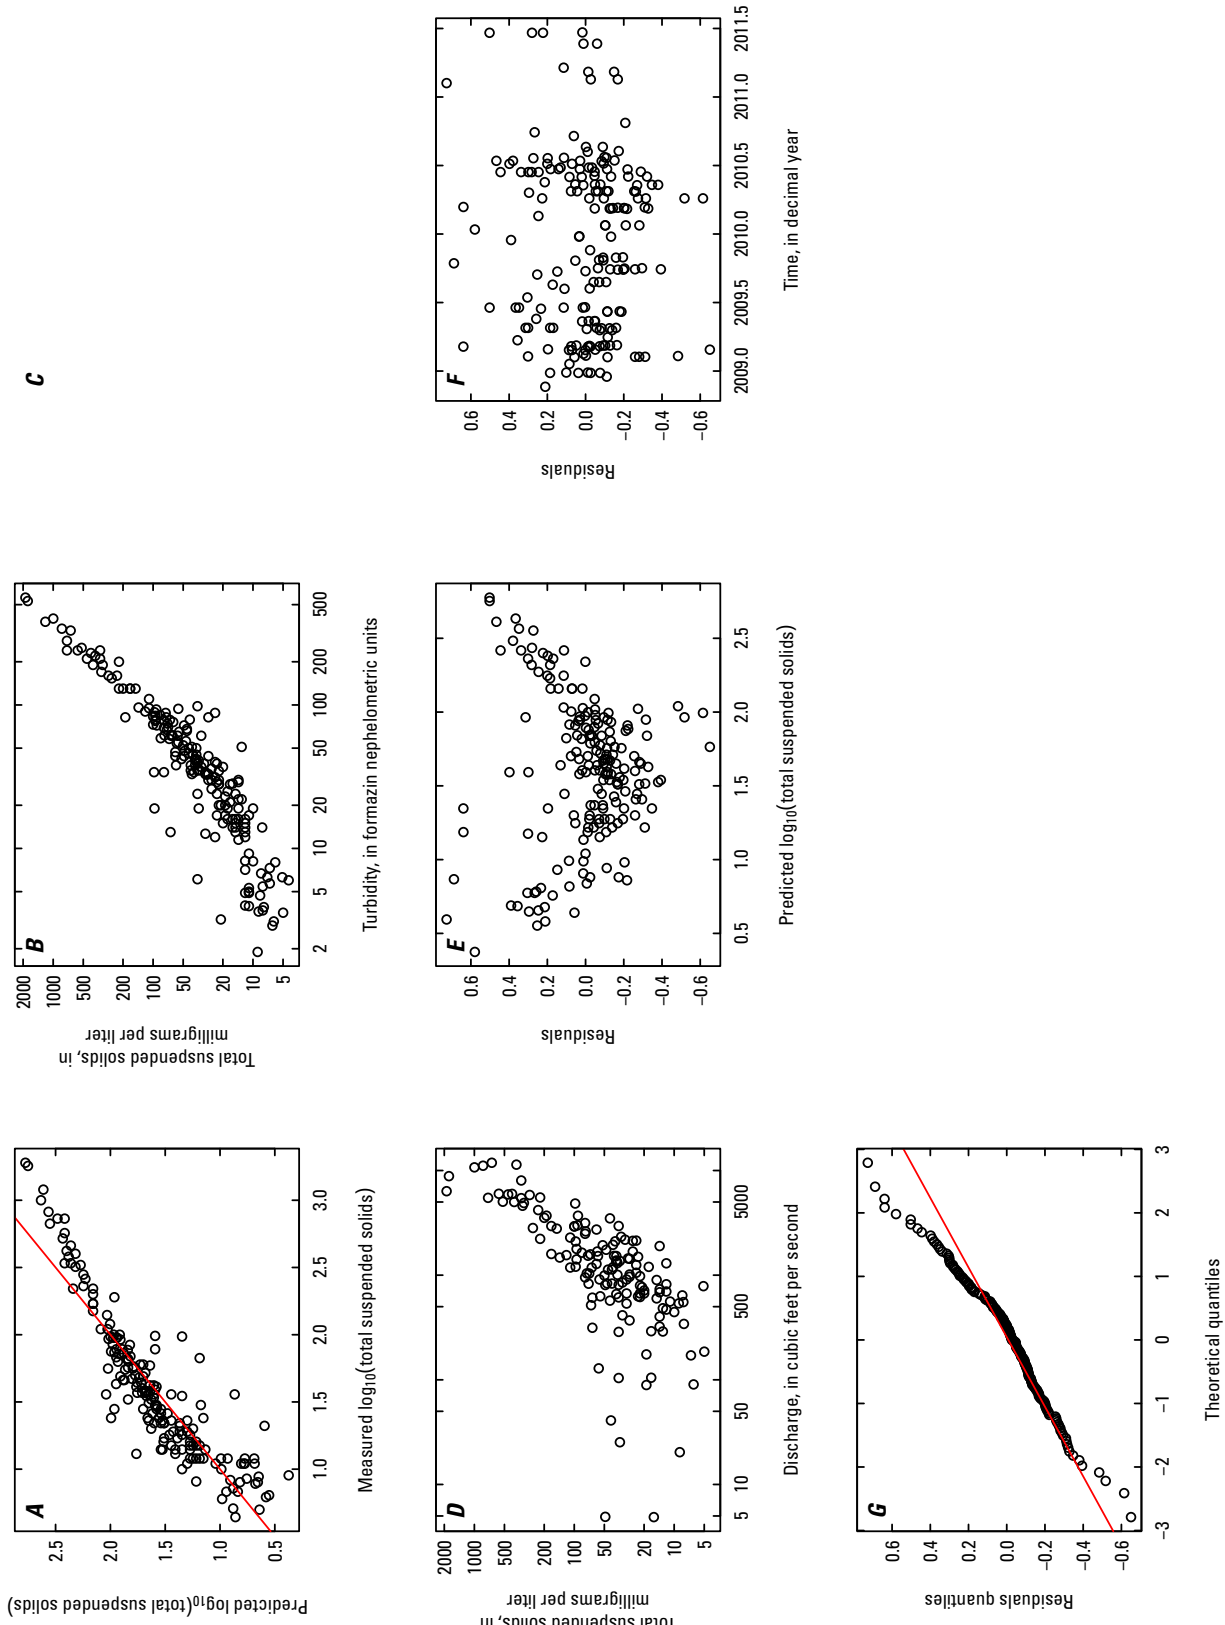 A
Predicted log10(total suspended solids)
2.5
2.0
1.5
1.0
0.5
1.0 1.5 2.0 2.5 3.0
Measured log10(total suspended solids)
B
Total suspended solids, in
milligrams per liter
2000
1000
500
200
100
50
20
10
5
2 5 10 20 50 100 200 500
Turbidity, in formazin nephelometric units
C
D
Total suspended solids, in
milligrams per liter
2000
1000
500
200
100
50
20
10
5
5 10 50 500 5000
Discharge, in cubic feet per second
E
Residuals
0.6
0.4
0.2
0.0
−0.2
−0.4
−0.6
0.5 1.0 1.5 2.0 2.5
Predicted log10(total suspended solids)
F
Residuals
0.6
0.4
0.2
0.0
−0.2
−0.4
−0.6
2009.0 2009.5 2010.0 2010.5 2011.0 2011.5
Time, in decimal year
G
Residuals quantiles
0.6
0.4
0.2
0.0
−0.2
−0.4
−0.6
−3 −2 −1 0 1 2 3
Theoretical quantiles